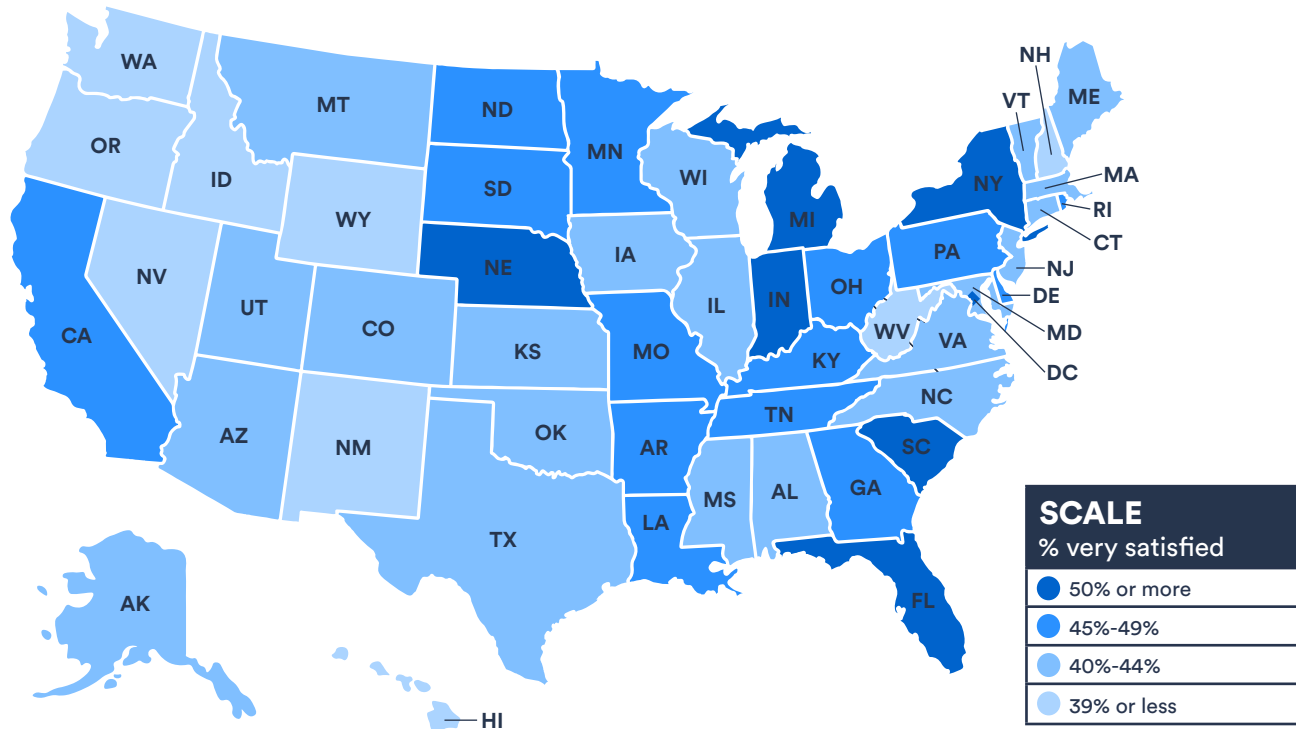 NH
WA
VT
ME
MT
ND
OR
MN
MA
ID
SD
WI
NY
RI
WY
MI
CT
PA
NV
NE
IA
NJ
OH
DE
UT
IL
IN
CO
MD
CA
WV
VA
KS
MO
KY
DC
NC
TN
AZ
OK
NM
AR
SC
MS
AL
GA
LA
TX
AK
FL
HI
SCALE
% very satisfied
50% or more
45%-49%
40%-44%
39% or less